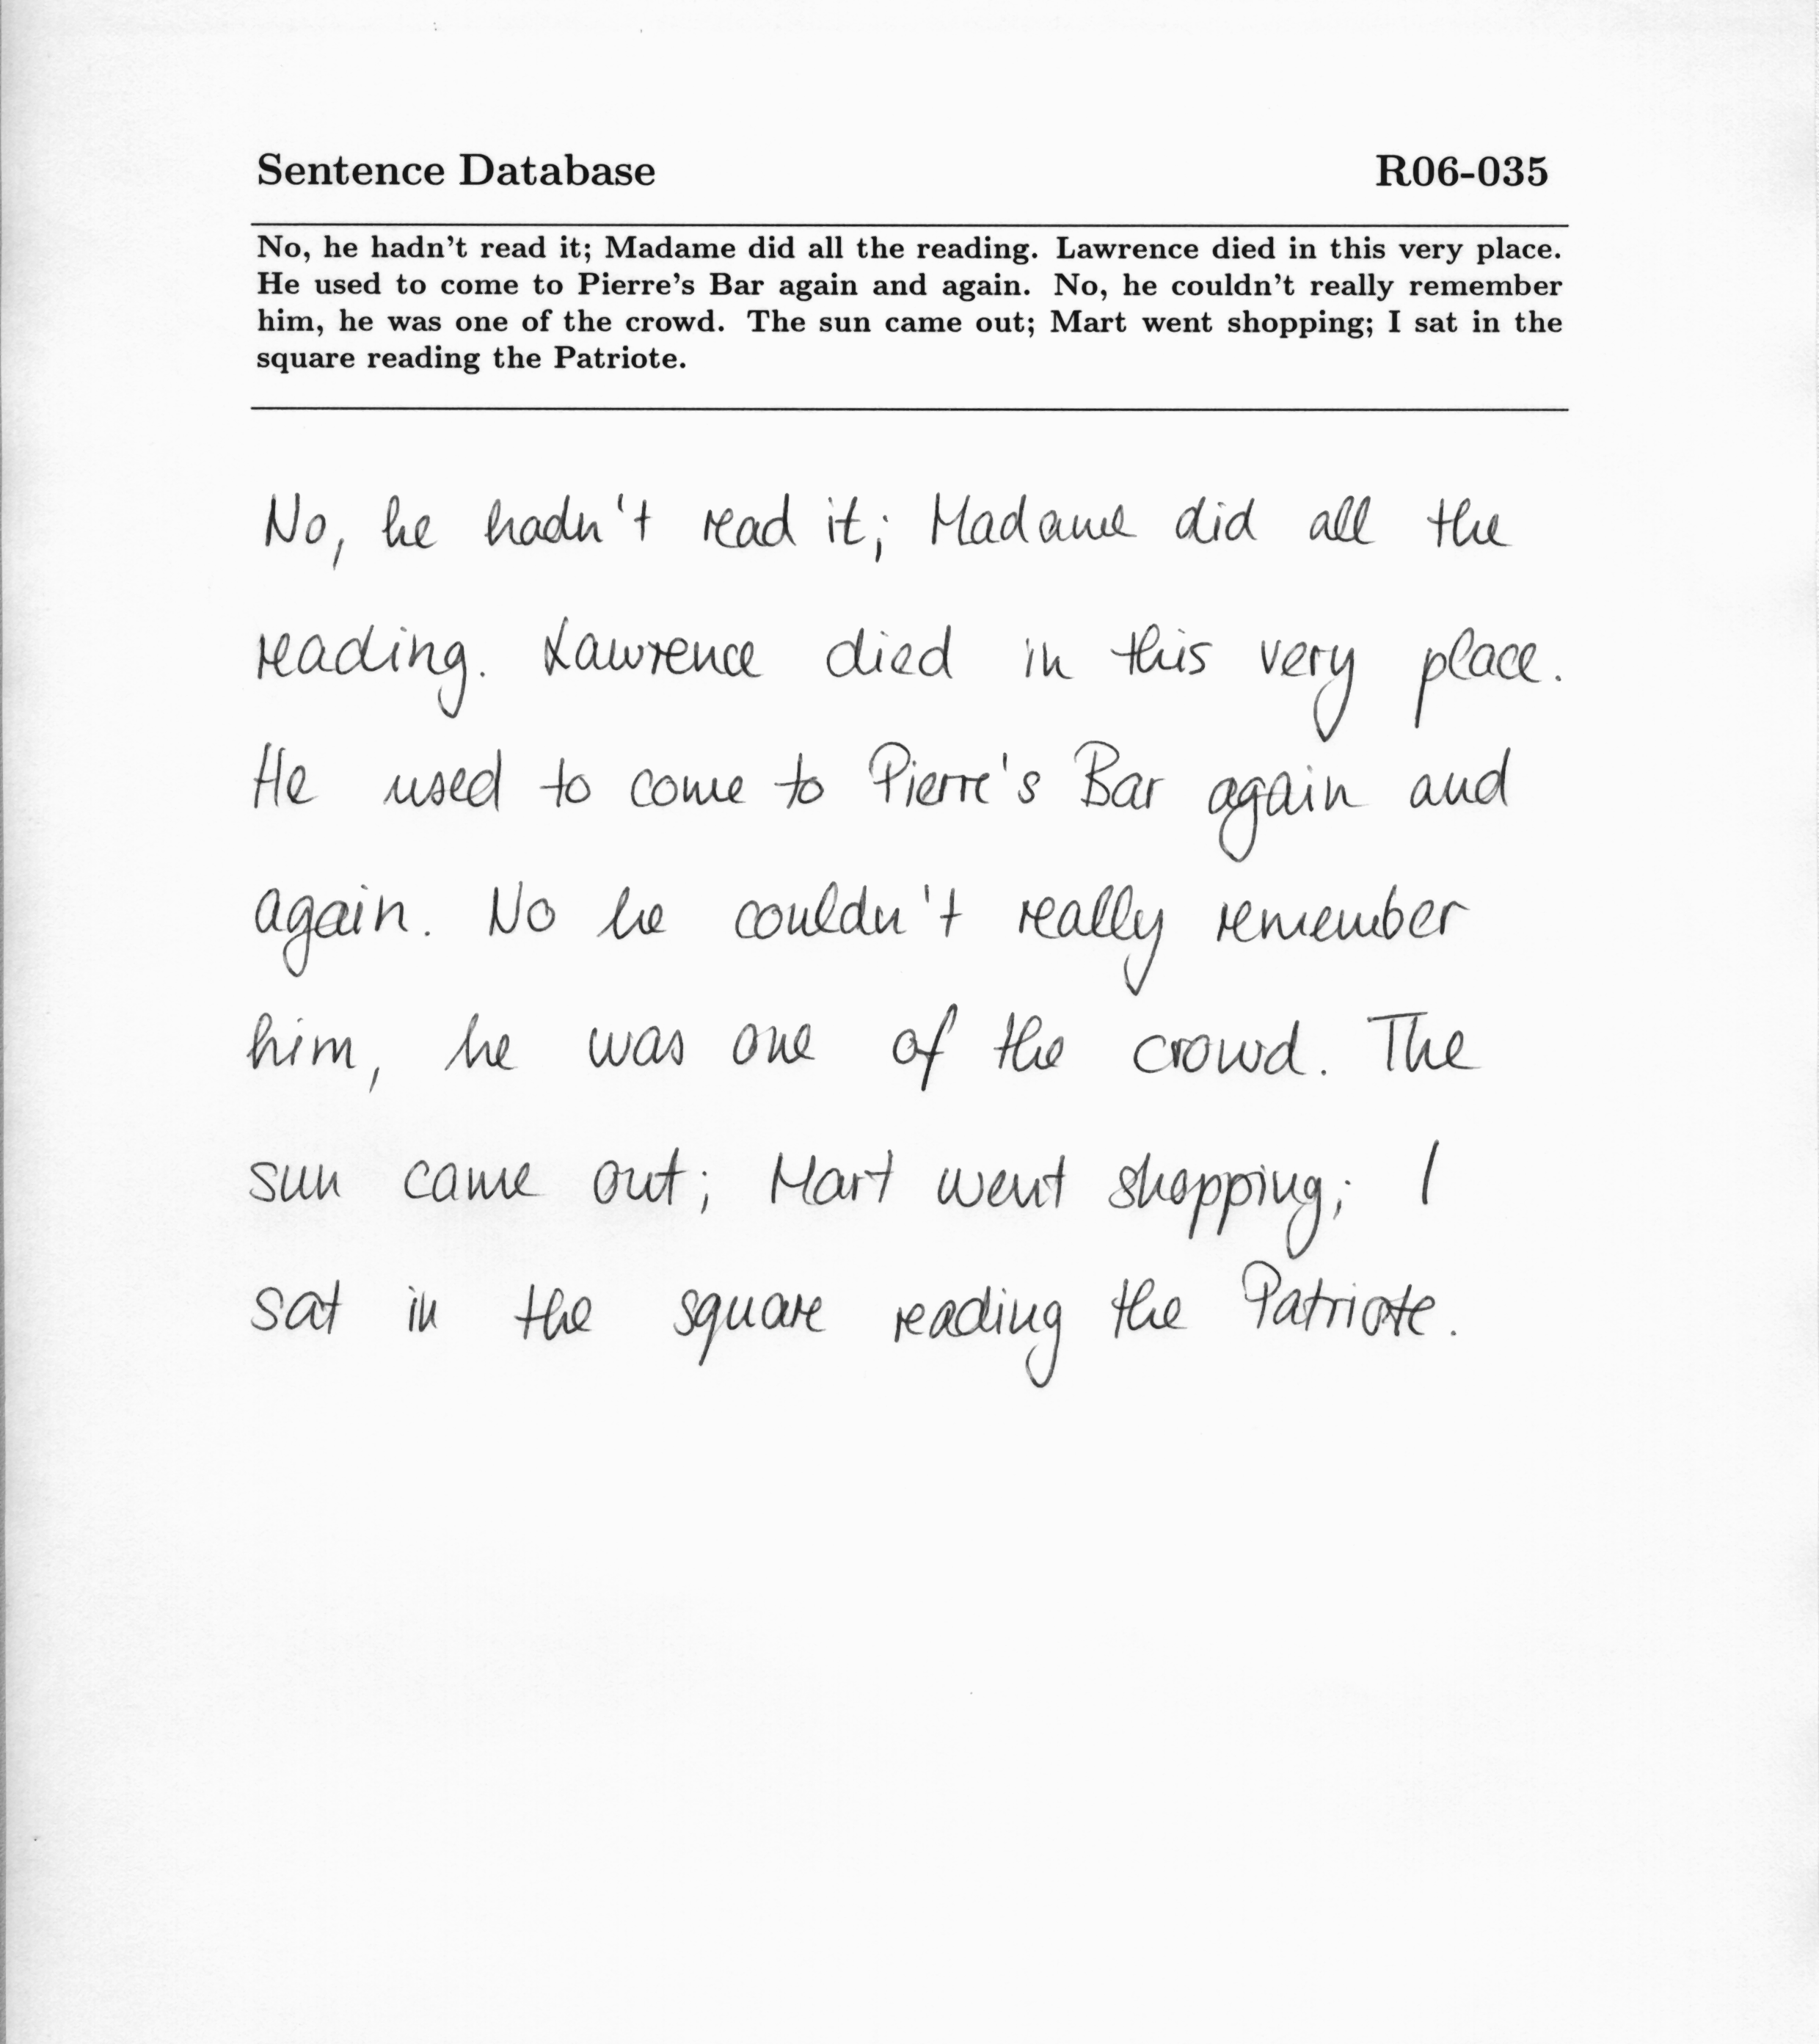 Sentence Database R06-035
No, he hadn't read it; Madame did all the reading. Lawrence died in this very place.
He used to come to Pierre's Bar again and again. No, he couldn't really remember
him, he was one of the crowd. The sun came out; Mart went shopping; I sat in the
square reading the Patriote.
No, he hadn't read it; Madame did all the
reading. Lawrence died in this very place.
He used to come to Pierre's Bar again and
again. No he couldn't really remember
him, he was one of the crowd. The
sun came out; Mart went shopping; I
sat in the square reading the Patriote.